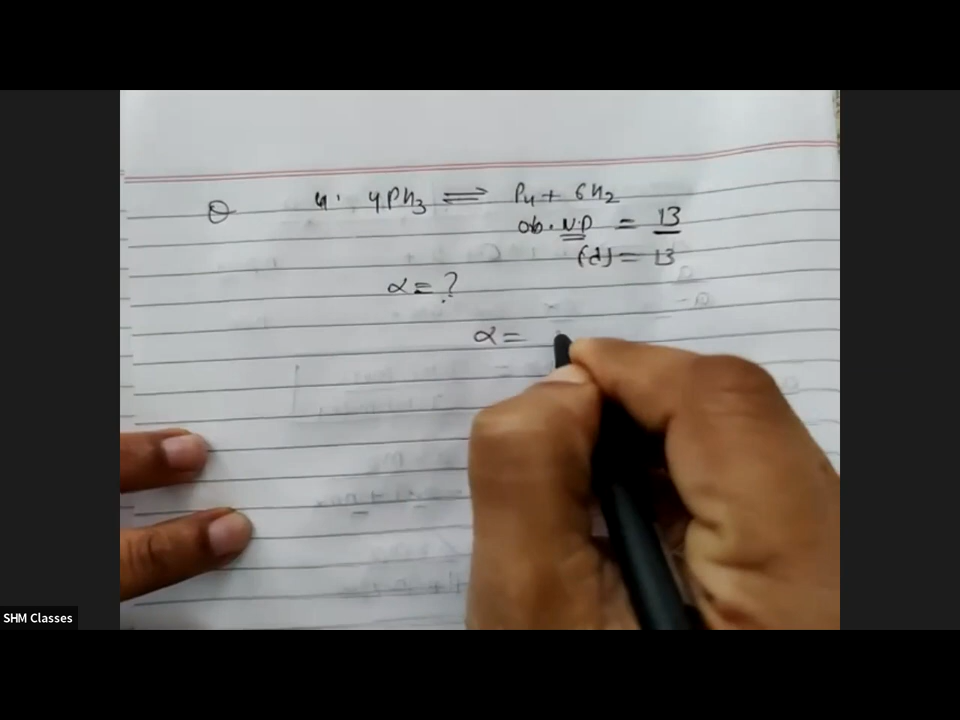 Q 4. 4PH3 ⇌ P4 + 6H2
ob. V.D = 13
(d) = 13
α = ?
α =
SHM Classes